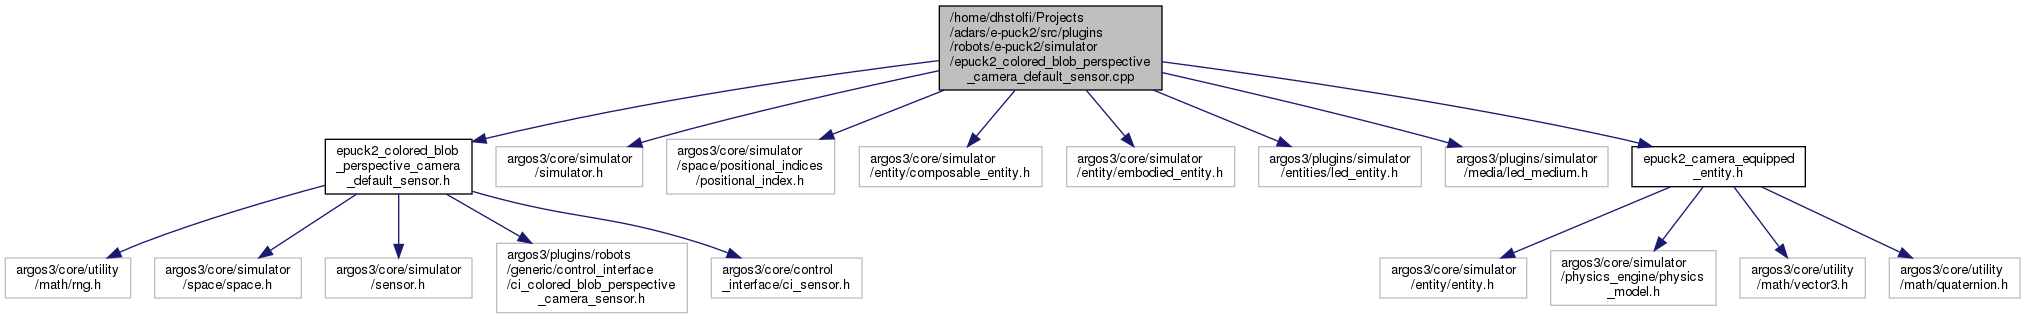 /home/dhstolfi/Projects
/adars/e-puck2/src/plugins
/robots/e-puck2/simulator
/epuck2_colored_blob_perspective
_camera_default_sensor.cpp
epuck2_colored_blob
_perspective_camera
_default_sensor.h
argos3/core/simulator
/simulator.h
argos3/core/simulator
/space/positional_indices
/positional_index.h
argos3/core/simulator
/entity/composable_entity.h
argos3/core/simulator
/entity/embodied_entity.h
argos3/plugins/simulator
/entities/led_entity.h
argos3/plugins/simulator
/media/led_medium.h
epuck2_camera_equipped
_entity.h
argos3/core/utility
/math/rng.h
argos3/core/simulator
/space/space.h
argos3/core/simulator
/sensor.h
argos3/plugins/robots
/generic/control_interface
/ci_colored_blob_perspective
_camera_sensor.h
argos3/core/control
_interface/ci_sensor.h
argos3/core/simulator
/entity/entity.h
argos3/core/simulator
/physics_engine/physics
_model.h
argos3/core/utility
/math/vector3.h
argos3/core/utility
/math/quaternion.h